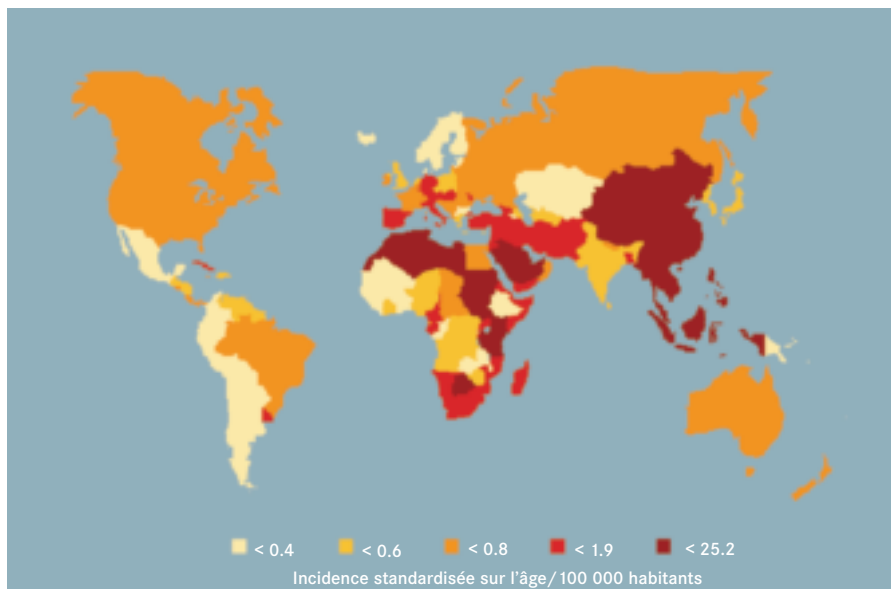 < 0.4 < 0.6 < 0.8 < 1.9 < 25.2
Incidence standardisée sur l'âge/100 000 habitants